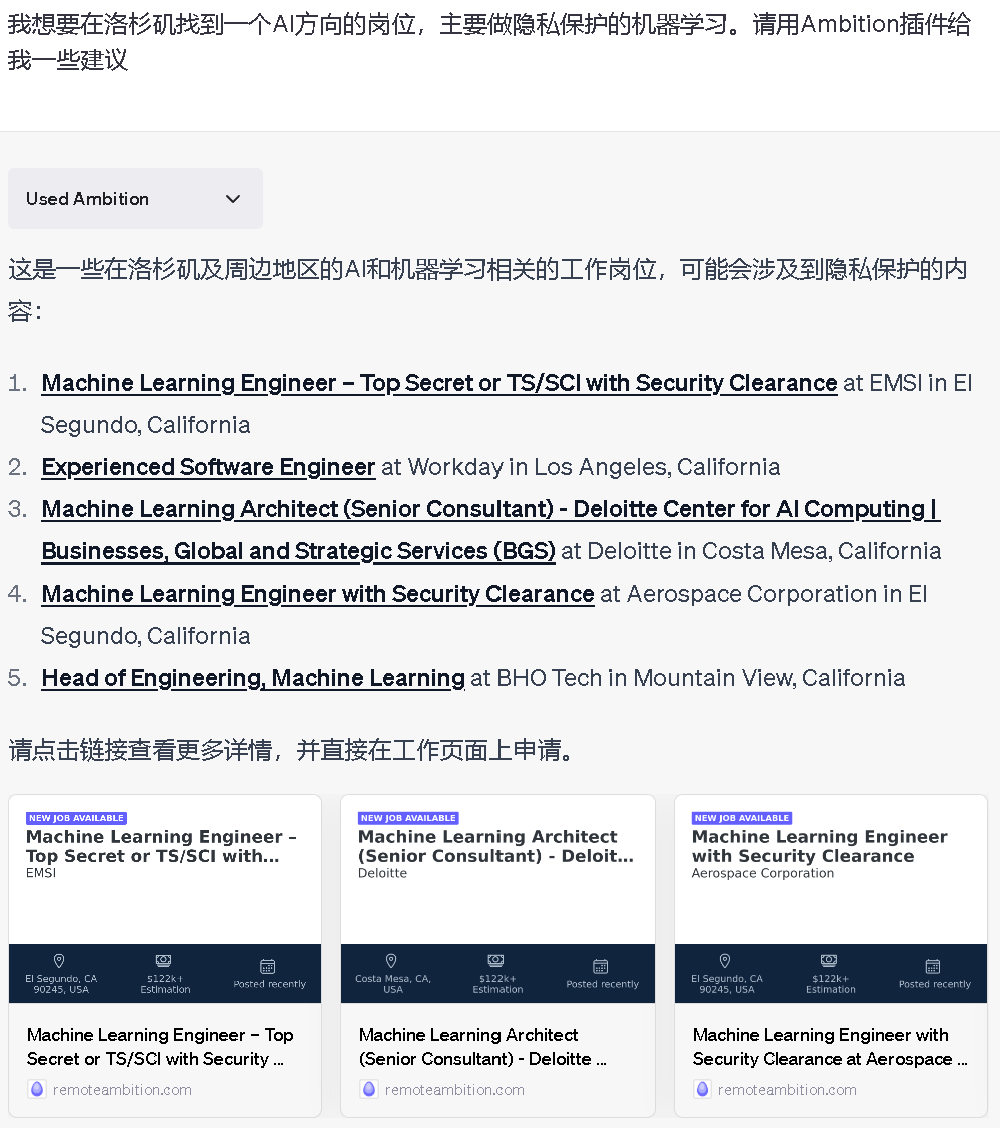 我想要在洛杉矶找到一个AI方向的岗位，主要做隐私保护的机器学习。请用Ambition插件给
我一些建议
Used Ambition
这是一些在洛杉矶及周边地区的AI和机器学习相关的工作岗位，可能会涉及到隐私保护的内
容：
1. Machine Learning Engineer – Top Secret or TS/SCI with Security Clearance at EMSI in El
Segundo, California
2. Experienced Software Engineer at Workday in Los Angeles, California
3. Machine Learning Architect (Senior Consultant) - Deloitte Center for AI Computing |
Businesses, Global and Strategic Services (BGS) at Deloitte in Costa Mesa, California
4. Machine Learning Engineer with Security Clearance at Aerospace Corporation in El
Segundo, California
5. Head of Engineering, Machine Learning at BHO Tech in Mountain View, California
请点击链接查看更多详情，并直接在工作页面上申请。
NEW JOB AVAILABLE
Machine Learning Engineer –
Top Secret or TS/SCI with...
EMSI
El Segundo, CA
90245, USA
$122k+
Estimation
Posted recently
Machine Learning Engineer – Top
Secret or TS/SCI with Security ...
remoteambition.com
NEW JOB AVAILABLE
Machine Learning Architect
(Senior Consultant) - Deloit...
Deloitte
Costa Mesa, CA,
USA
$122k+
Estimation
Posted recently
Machine Learning Architect
(Senior Consultant) - Deloitte ...
remoteambition.com
NEW JOB AVAILABLE
Machine Learning Engineer
with Security Clearance
Aerospace Corporation
El Segundo, CA
90245, USA
$122k+
Estimation
Posted recently
Machine Learning Engineer with
Security Clearance at Aerospace ...
remoteambition.com